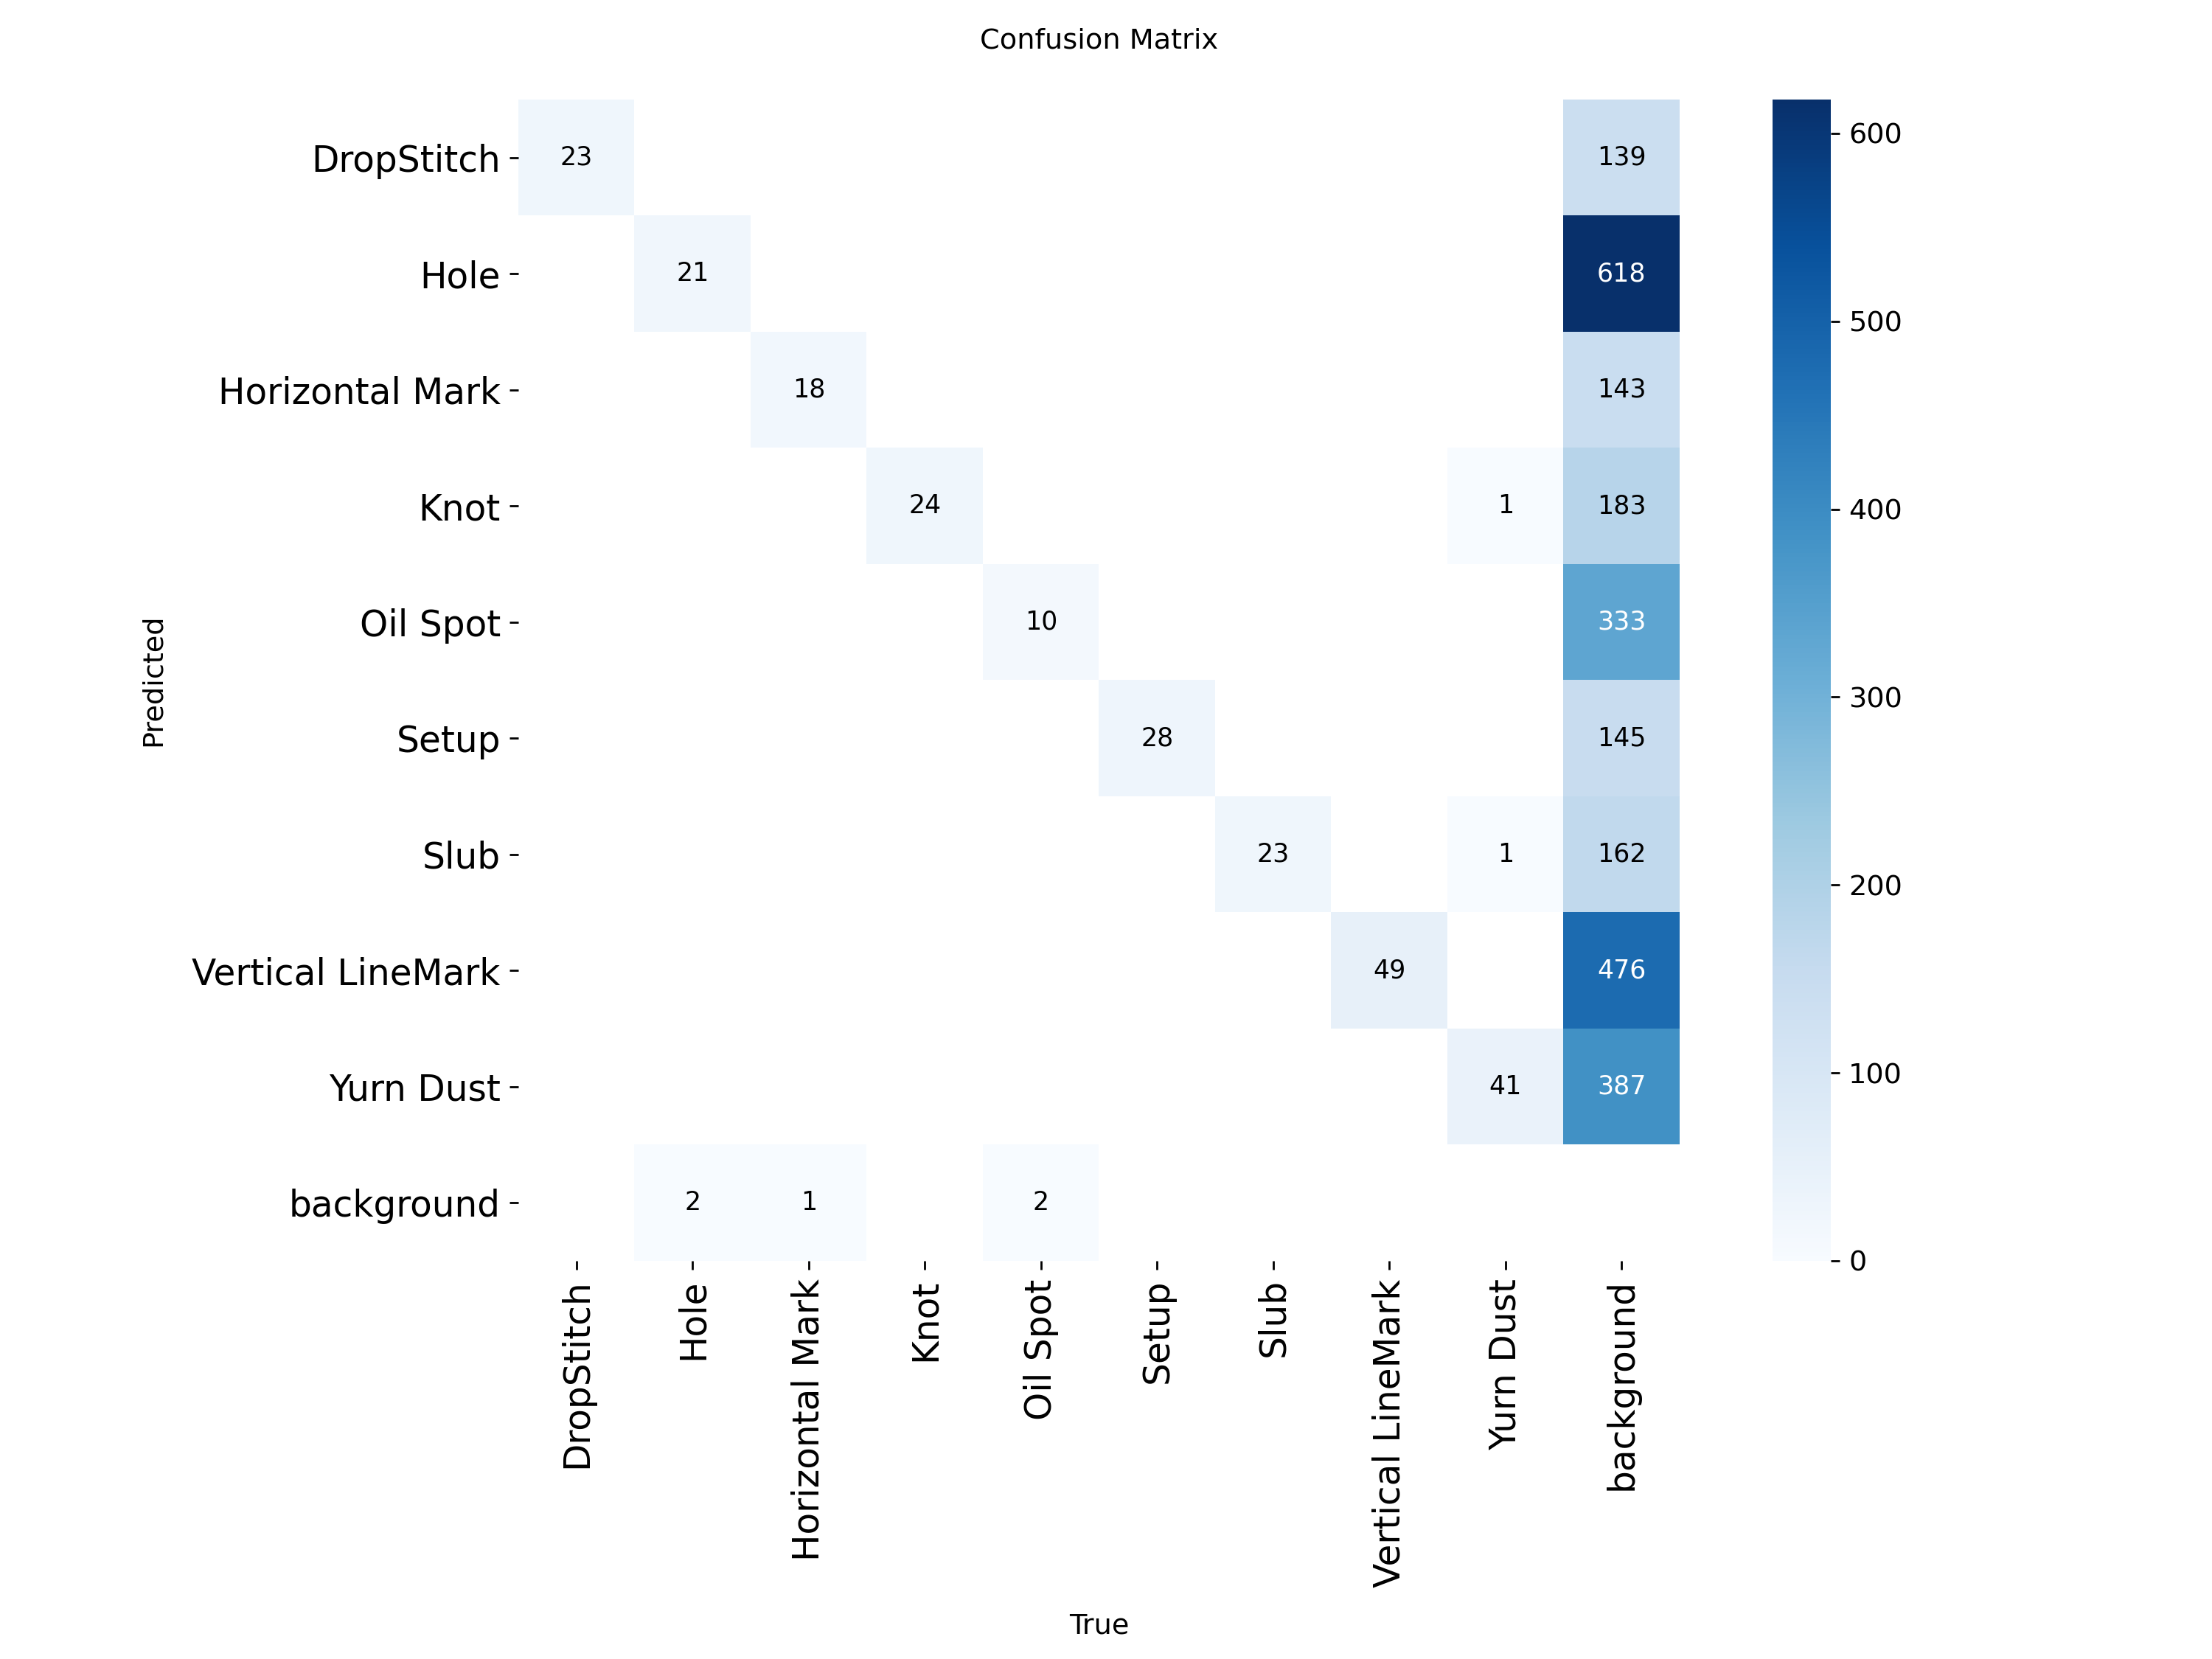 Confusion Matrix
DropStitch 23 139 600
Hole 21 618 500
Horizontal Mark 18 143
Knot 24 1 183 400
Oil Spot 10 333
Predicted
300
Setup 28 145
Slub 23 1 162 200
Vertical LineMark 49 476
Yurn Dust 41 387 100
background 2 1 2 0
DropStitch Hole Horizontal Mark Knot Oil Spot Setup Slub Vertical LineMark Yurn Dust background
True